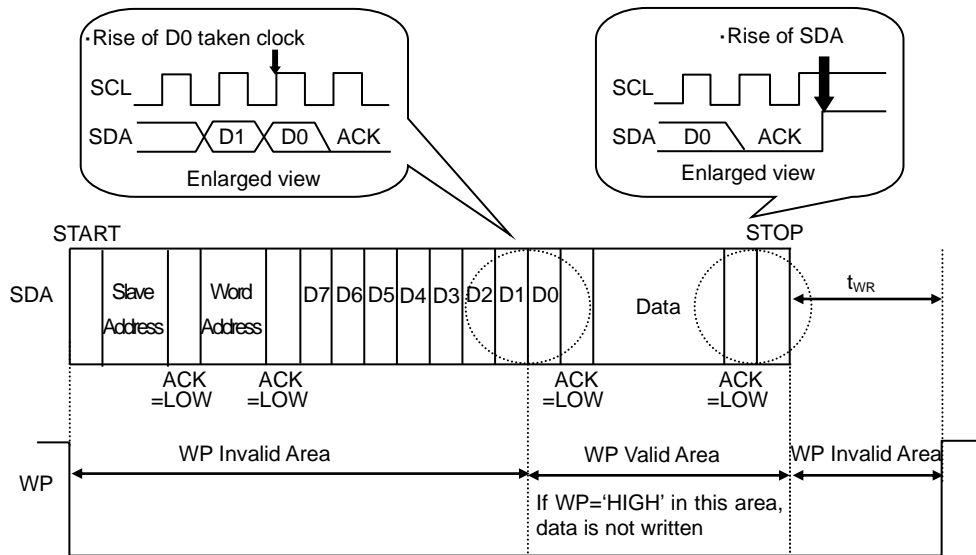 ・Rise of D0 taken clock
SCL
SDA
D1
D0
ACK
Enlarged view
・Rise of SDA
SCL
SDA
D0
ACK
Enlarged view
START
STOP
SDA
Slave
Address
Word
Address
D7
D6
D5
D4
D3
D2
D1
D0
Data
tWR
ACK
=LOW
ACK
=LOW
ACK
=LOW
ACK
=LOW
WP
WP Invalid Area
WP Valid Area
WP Invalid Area
If WP=‘HIGH’ in this area,
data is not written